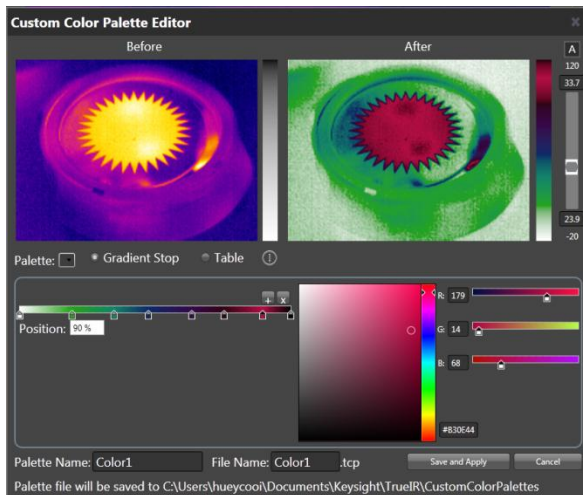 Custom Color Palette Editor
Before After
A
120
33.7
23.9
-20
Palette: Gradient Stop Table
+ x
Position: 90 %
R: 179
G: 14
B: 68
#B30E44
Palette Name: Color1 File Name: Color1 .tcp Save and Apply Cancel
Palette file will be saved to C:\Users\hueycooi\Documents\Keysight\TrueIR\CustomColorPalettes